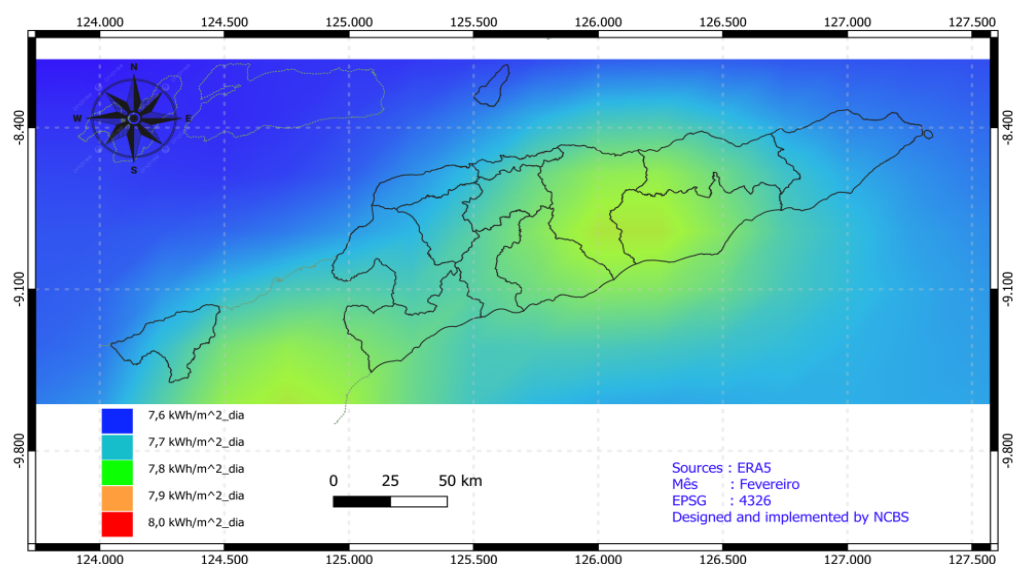 124.000 124.500 125.000 125.500 126.000 126.500 127.000 127.500
N
W E
S
-8.400 -8.400
-9.100 -9.100
-9.800 -9.800
7,6 kWh/m^2_dia
7,7 kWh/m^2_dia
7,8 kWh/m^2_dia
7,9 kWh/m^2_dia
8,0 kWh/m^2_dia
0 25 50 km
Sources : ERA5
Mês : Fevereiro
EPSG : 4326
Designed and implemented by NCBS
124.000 124.500 125.000 125.500 126.000 126.500 127.000 127.500